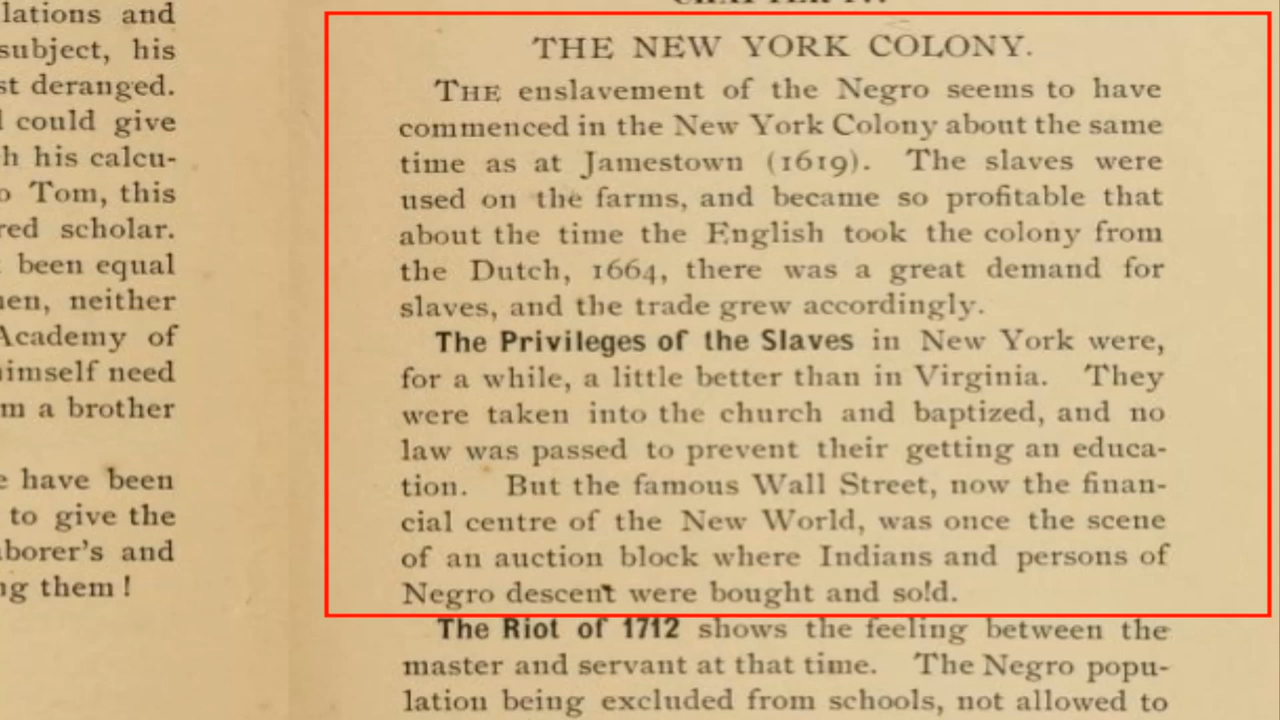 lations and
subject, his
st deranged.
could give
h his calcu-
o Tom, this
red scholar.
been equal
nen, neither
Academy of
himself need
m a brother
e have been
to give the
aborer's and
ng them!
THE NEW YORK COLONY.
THE enslavement of the Negro seems to have
commenced in the New York Colony about the same
time as at Jamestown (1619). The slaves were
used on the farms, and became so profitable that
about the time the English took the colony from
the Dutch, 1664, there was a great demand for
slaves, and the trade grew accordingly.
The Privileges of the Slaves in New York were,
for a while, a little better than in Virginia. They
were taken into the church and baptized, and no
law was passed to prevent their getting an educa-
tion. But the famous Wall Street, now the finan-
cial centre of the New World, was once the scene
of an auction block where Indians and persons of
Negro descent were bought and sold.
The Riot of 1712 shows the feeling between the
master and servant at that time. The Negro popu-
lation being excluded from schools, not allowed to